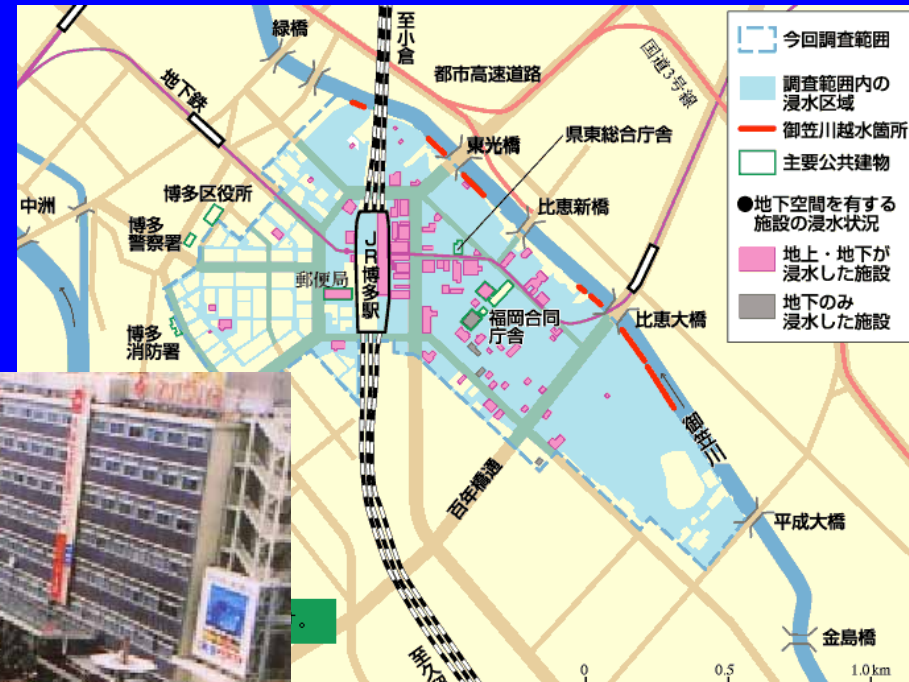 緑橋
至小倉
都市高速道路
国道3号線
地下鉄
東光橋
県東総合庁舎
中洲
博多区役所
博多
警察署
比恵新橋
JR博多駅
郵便局
福岡合同
庁舎
博多
消防署
比恵大橋
御笠川
百年橋通
平成大橋
金島橋
。
0 0.5 1.0km
今回調査範囲
調査範囲内の
浸水区域
御笠川越水箇所
主要公共建物
●地下空間を有する
施設の浸水状況
地上・地下が
浸水した施設
地下のみ
浸水した施設